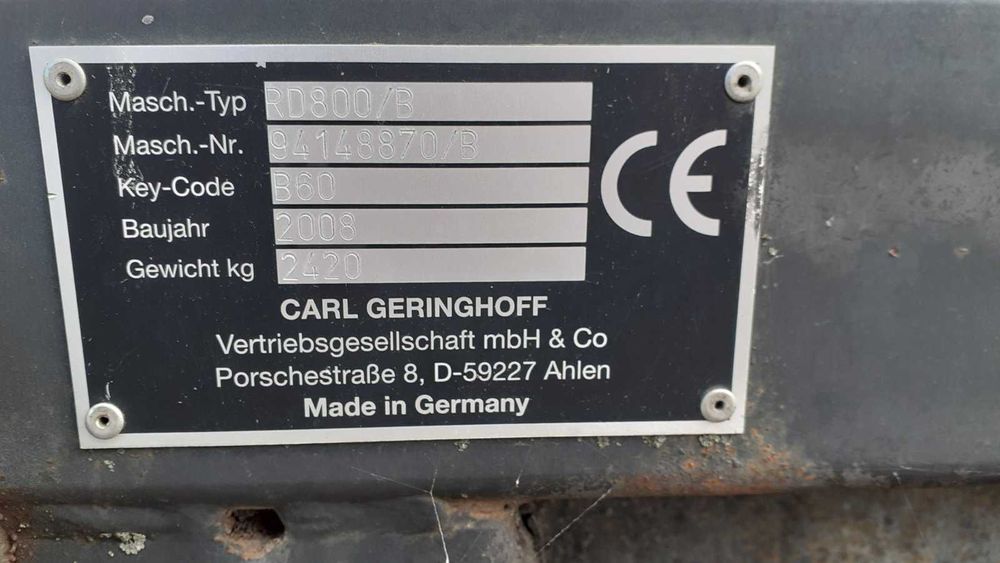 Masch.-Typ RD800/B
Masch.-Nr. 94148870/B
Key-Code B60
Baujahr 2008
Gewicht kg 2420
CE
CARL GERINGHOFF
Vertriebsgesellschaft mbH & Co
Porschestraße 8, D-59227 Ahlen
Made in Germany